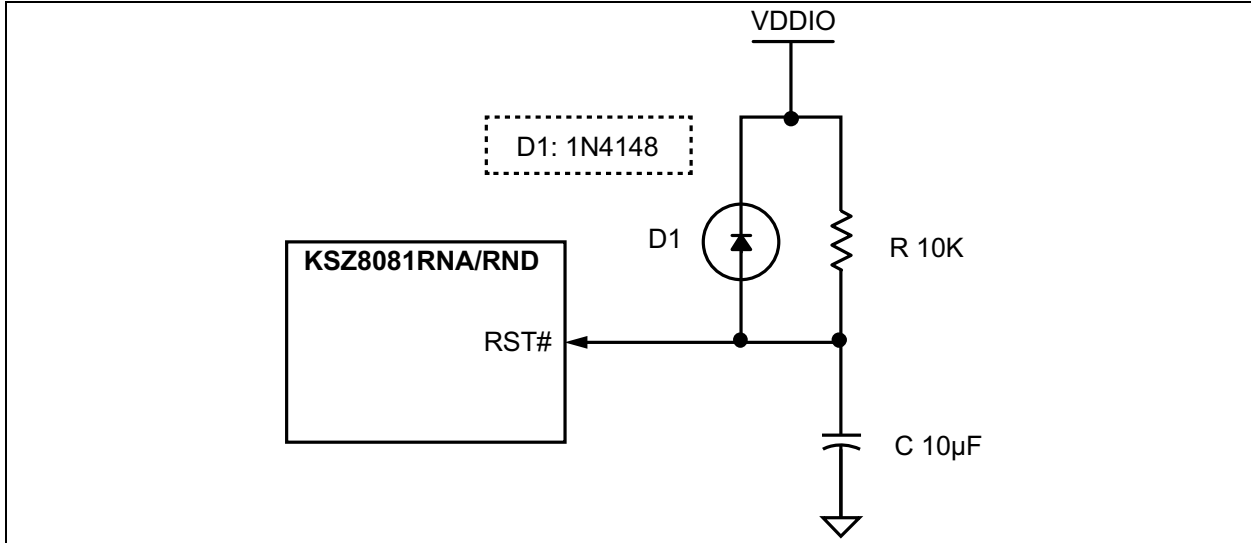 VDDIO
D1: 1N4148
D1
R 10K
KSZ8081RNA/RND
RST#
C 10µF